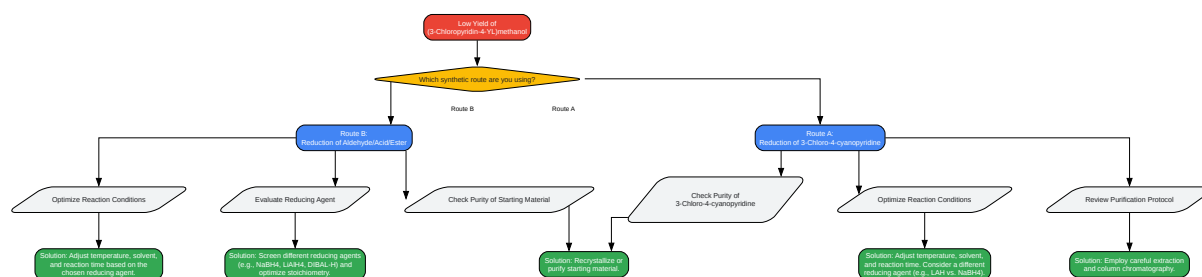 Low Yield of
(3-Chloropyridin-4-YL)methanol
Which synthetic route are you using?
Route B
Route A
Route B:
Reduction of Aldehyde/Acid/Ester
Route A:
Reduction of 3-Chloro-4-cyanopyridine
Optimize Reaction Conditions
Evaluate Reducing Agent
Check Purity of Starting Material
Check Purity of
3-Chloro-4-cyanopyridine
Optimize Reaction Conditions
Review Purification Protocol
Solution: Adjust temperature, solvent,
and reaction time based on the
chosen reducing agent.
Solution: Screen different reducing agents
(e.g., NaBH4, LiAlH4, DIBAL-H) and
optimize stoichiometry.
Solution: Recrystallize or
purify starting material.
Solution: Adjust temperature, solvent,
and reaction time. Consider a different
reducing agent (e.g., LAH vs. NaBH4).
Solution: Employ careful extraction
and column chromatography.